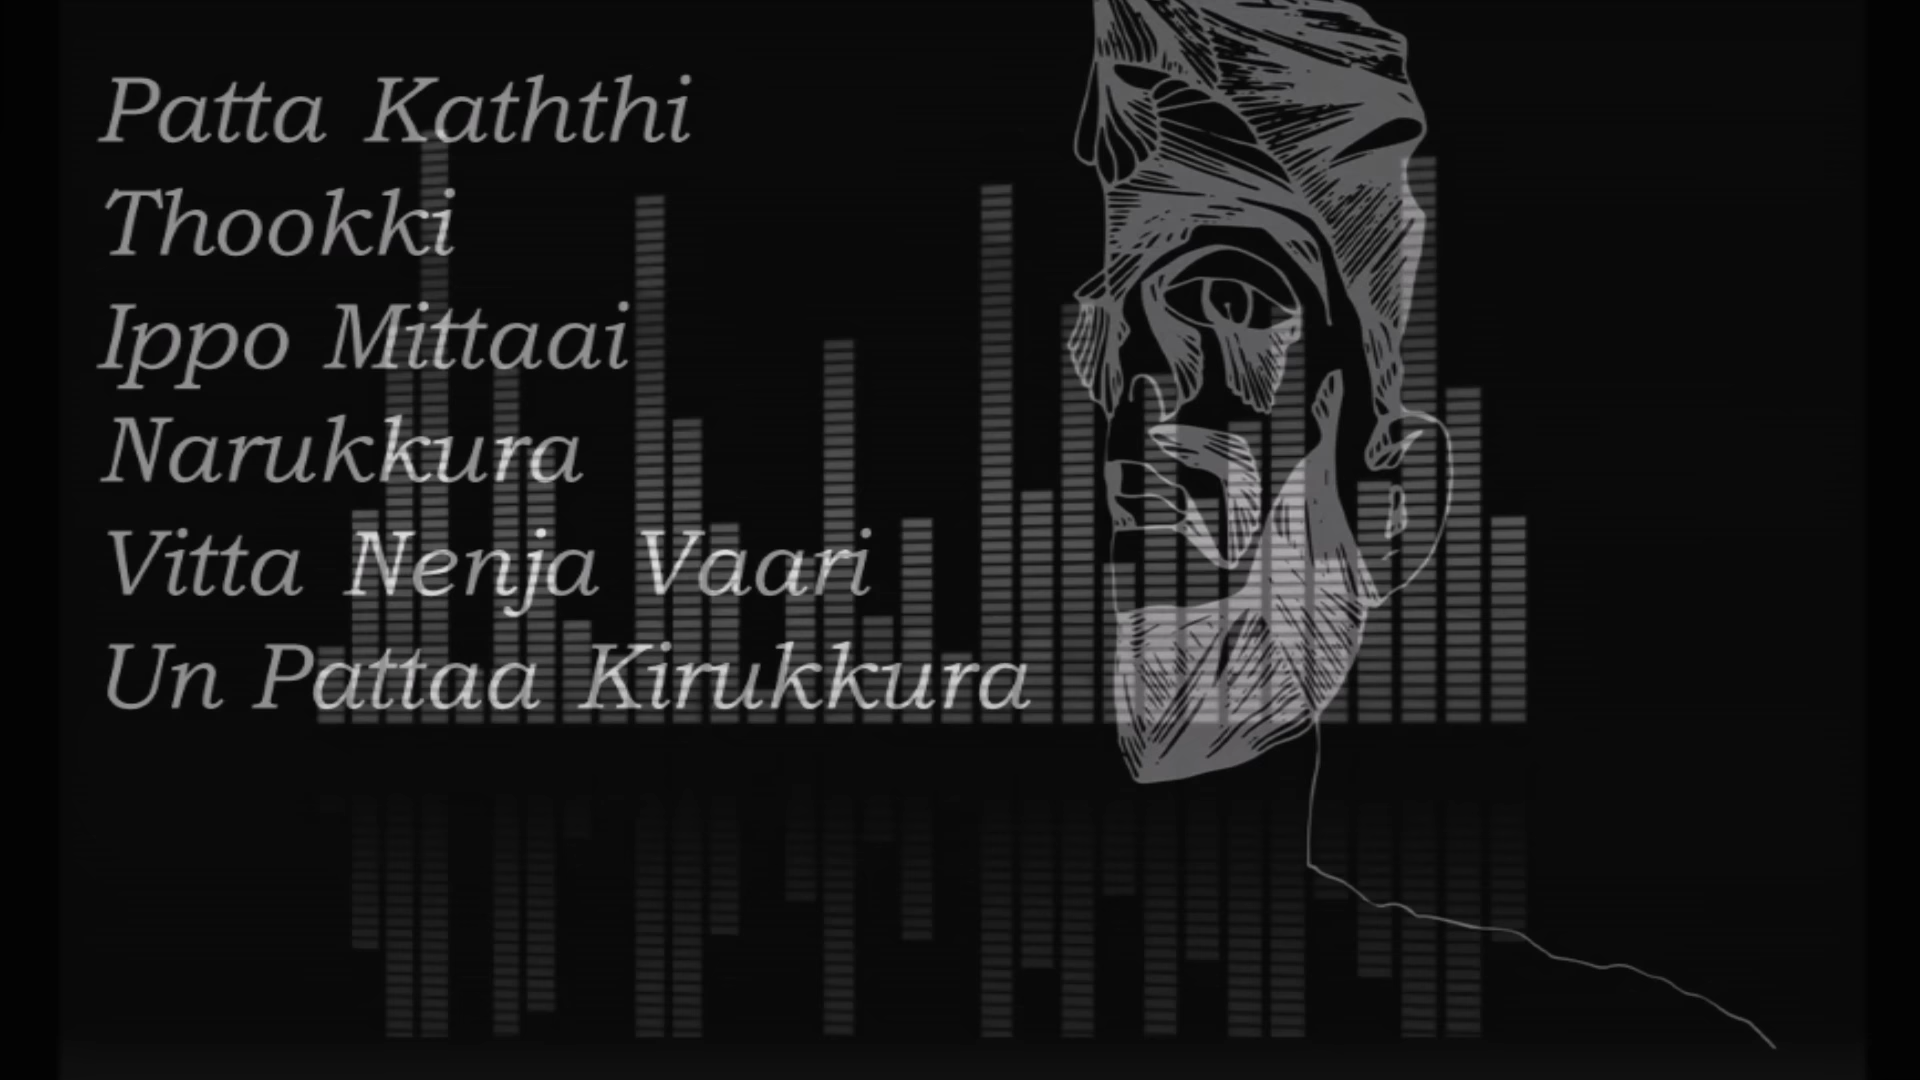 Patta Kaththi
Thookki
Ippo Mittaai
Narukkura
Vitta Nenja Vaari
Un Pattaa Kirukkura